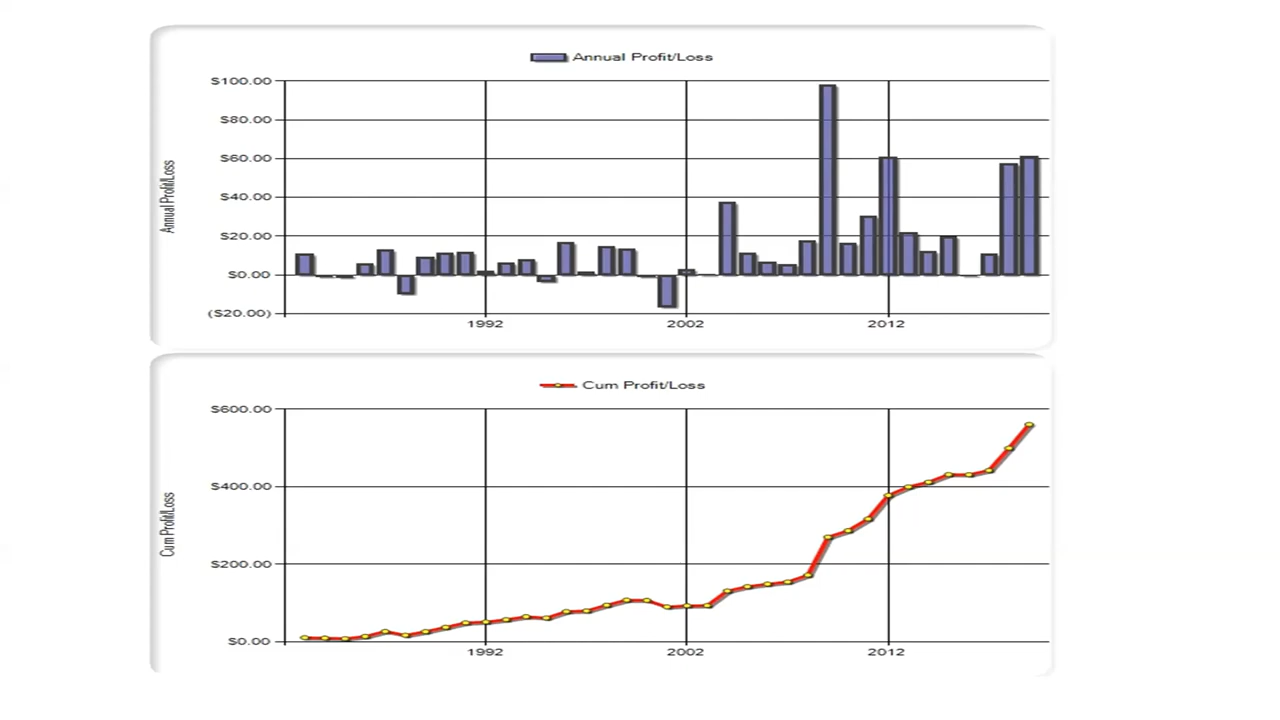 Annual Profit/Loss
$100.00
$80.00
$60.00
$40.00
$20.00
$0.00
($20.00)
Annual Profit/Loss
1992 2002 2012
Cum Profit/Loss
$600.00
$400.00
$200.00
$0.00
Cum Profit/Loss
1992 2002 2012